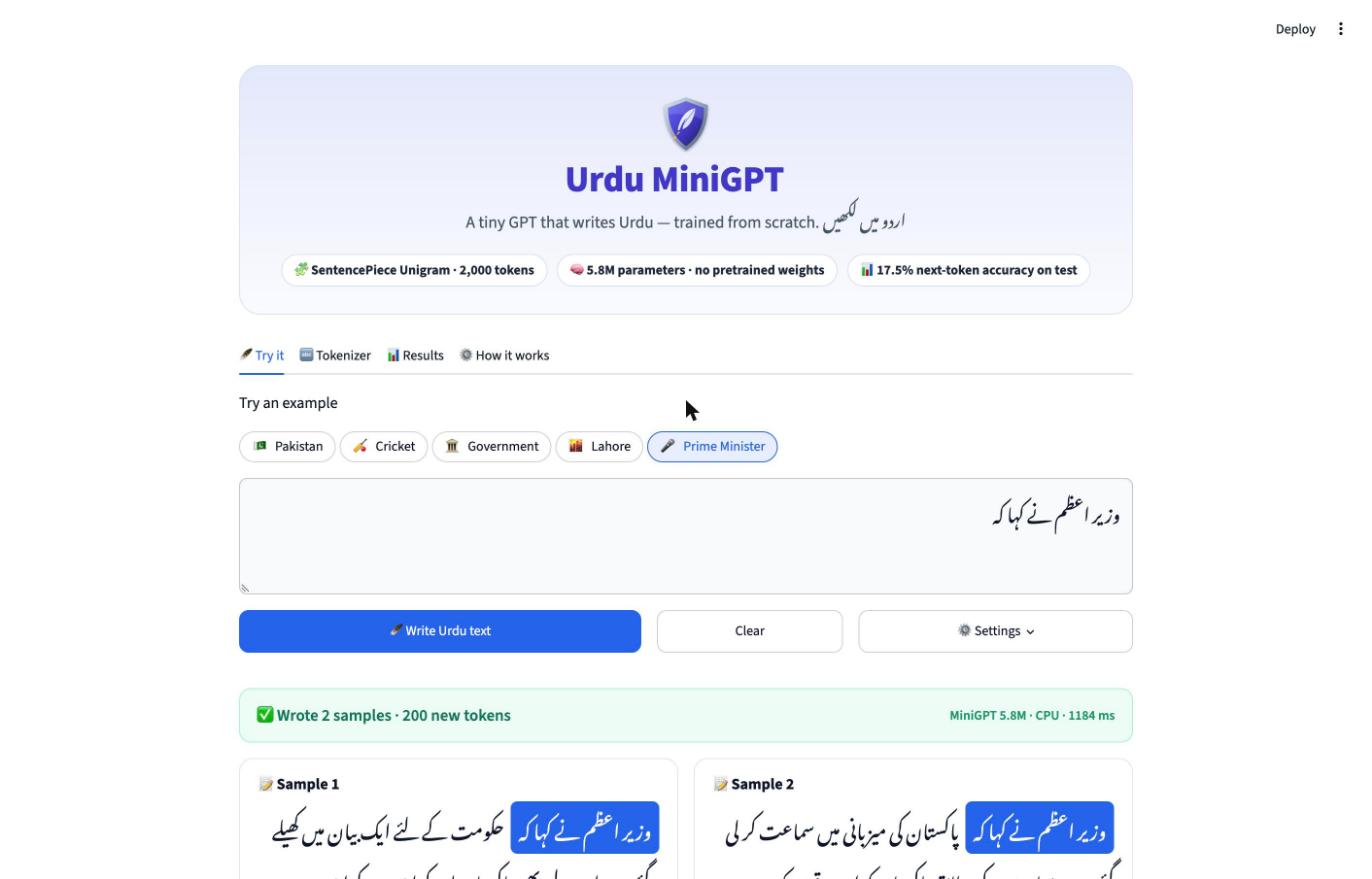 Deploy
Urdu MiniGPT
A tiny GPT that writes Urdu — trained from scratch. اردو میں لکھیں
SentencePiece Unigram · 2,000 tokens
5.8M parameters · no pretrained weights
17.5% next-token accuracy on test
Try it
Tokenizer
Results
How it works
Try an example
Pakistan
Cricket
Government
Lahore
Prime Minister
وزیر اعظم نے کہا کہ
Write Urdu text
Clear
Settings
Wrote 2 samples · 200 new tokens
MiniGPT 5.8M · CPU · 1184 ms
Sample 1
وزیر اعظم نے کہا کہ حکومت کے لئے ایک بیان میں کھیلے
Sample 2
وزیر اعظم نے کہا کہ پاکستان کی میزبانی میں سماعت کر لی